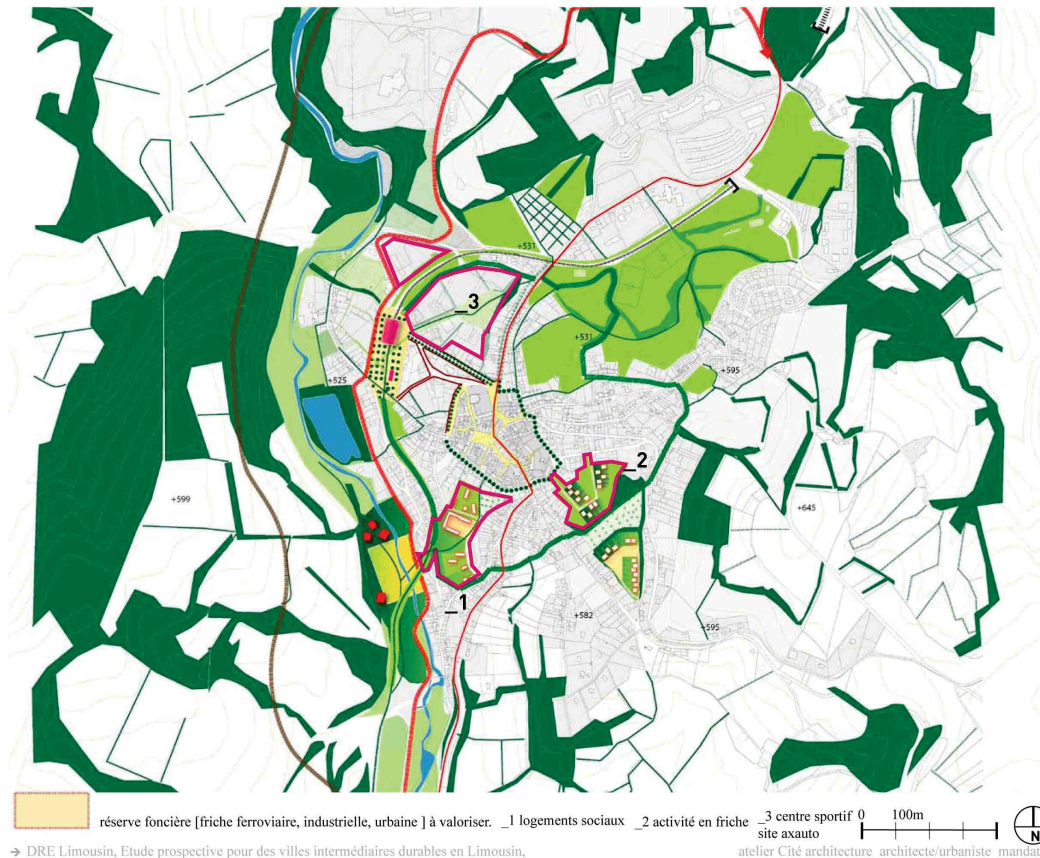 +531
_3
+525
+531
+595
_2
+599
+645
_1
+582
+595
réserve foncière [friche ferroviaire, industrielle, urbaine ] à valoriser. _1 logements sociaux _2 activité en friche _3 centre sportif 0 100m
site axauto
N
→ DRE Limousin, Etude prospective pour des villes intermédiaires durables en Limousin, atelier Cité architecture architecte/urbaniste mandat